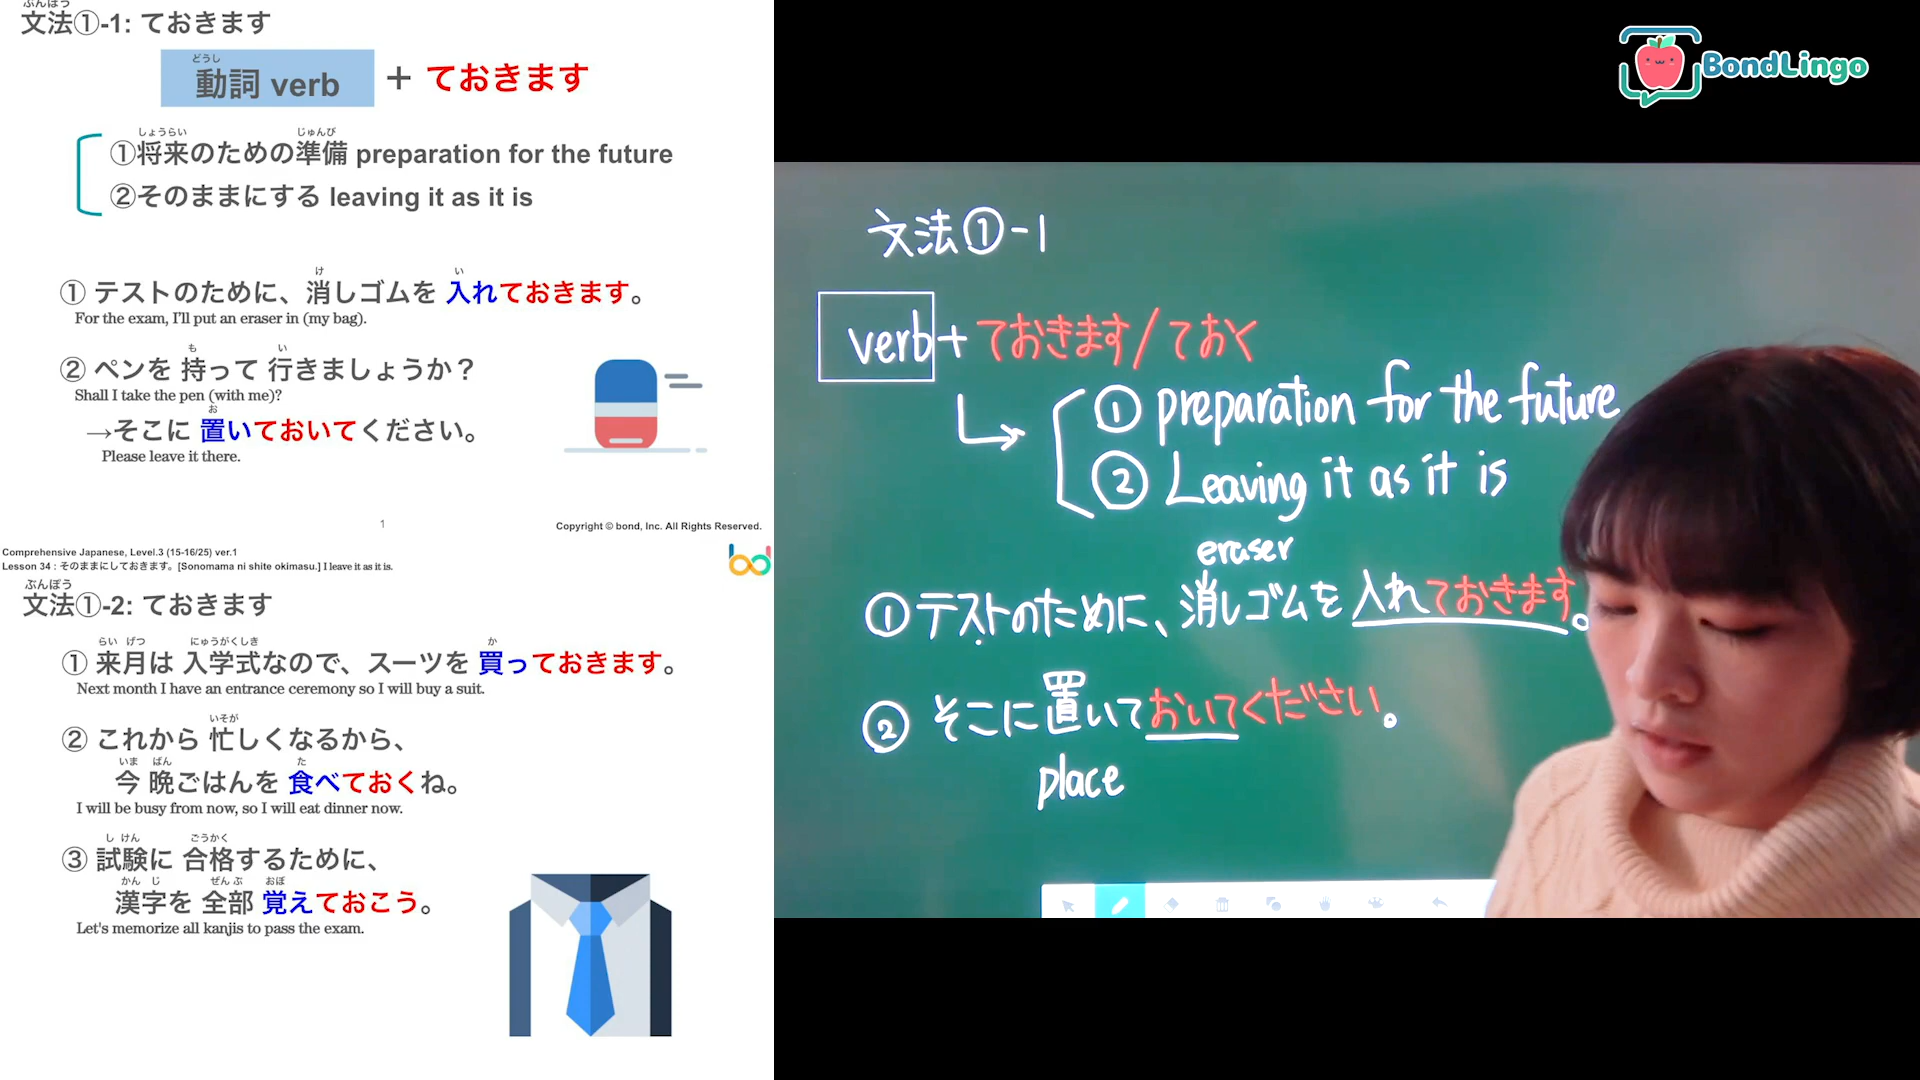 ぶんぽう
文法①-1: ておきます
どうし
動詞 verb + ておきます
しょうらい じゅんび
①将来のための準備 preparation for the future
②そのままにする leaving it as it is
け い
① テストのために、消しゴムを 入れておきます。
For the exam, I'll put an eraser in (my bag).
も い
② ペンを 持って 行きましょうか？
Shall I take the pen (with me)?
お
→そこに 置いておいてください。
Please leave it there.
1
Copyright © bond, Inc. All Rights Reserved.
Comprehensive Japanese, Level.3 (15-16/25) ver.1
Lesson 34 : そのままにしておきます。[Sonomama ni shite okimasu.] I leave it as it is.
bd
ぶんぽう
文法①-2: ておきます
らい げつ にゅうがくしき か
① 来月は 入学式なので、スーツを 買っておきます。
Next month I have an entrance ceremony so I will buy a suit.
いそが
② これから 忙しくなるから、
いま ばん た
今 晩ごはんを 食べておくね。
I will be busy from now, so I will eat dinner now.
し けん ごうかく
③ 試験に 合格するために、
かん じ ぜん ぶ おぼ
漢字を 全部 覚えておこう。
Let's memorize all kanjis to pass the exam.
BondLingo
文法①-1
verb+ ておきます/ておく
① preparation for the future
② Leaving it as it is
eraser
①テストのために、消しゴムを入れておきます。
② そこに置いておいてください。
place